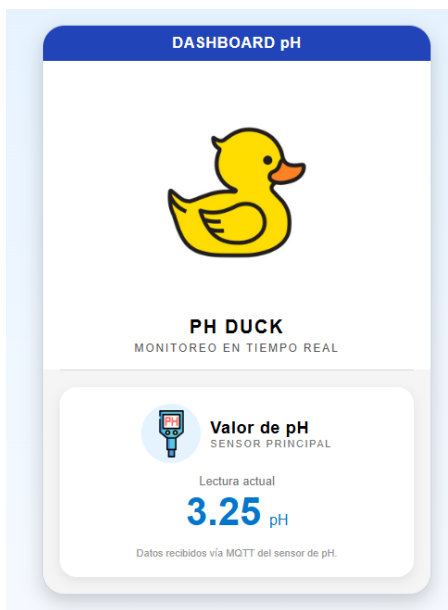 DASHBOARD pH
PH DUCK
MONITOREO EN TIEMPO REAL
PH
Valor de pH
SENSOR PRINCIPAL
Lectura actual
3.25 pH
Datos recibidos vía MQTT del sensor de pH.